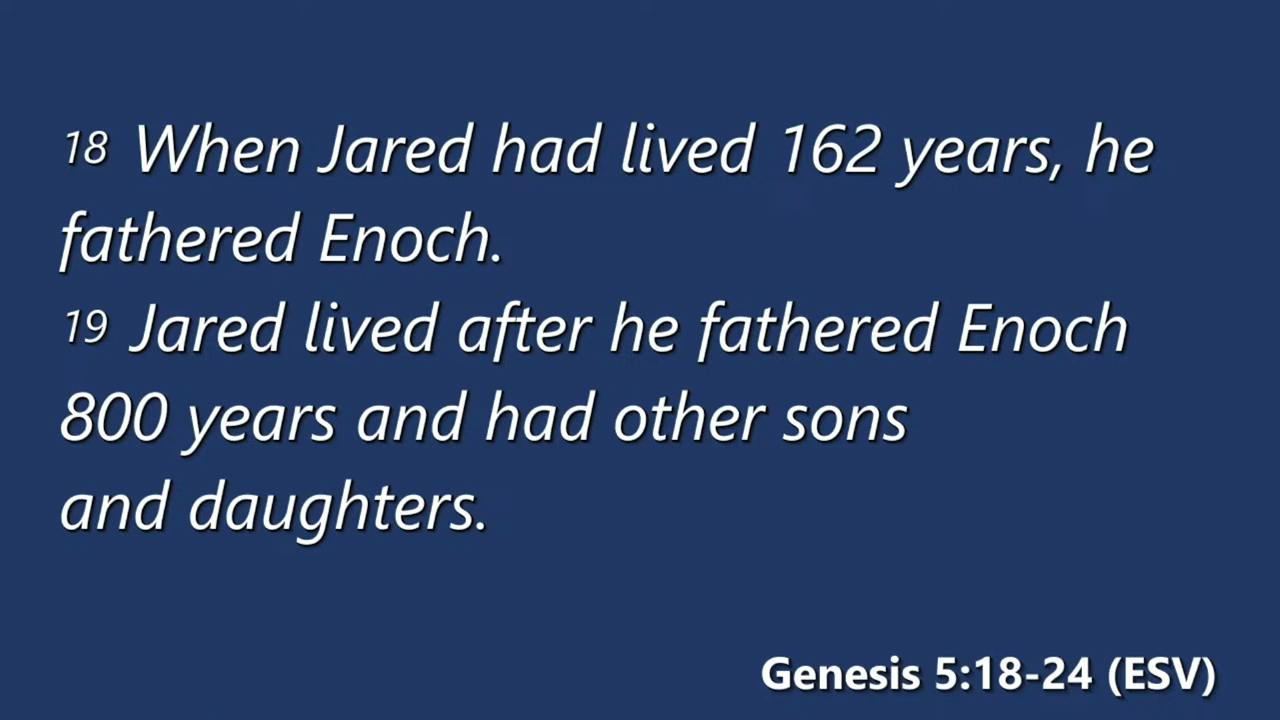 18 When Jared had lived 162 years, he
fathered Enoch.
19 Jared lived after he fathered Enoch
800 years and had other sons
and daughters.
Genesis 5:18-24 (ESV)